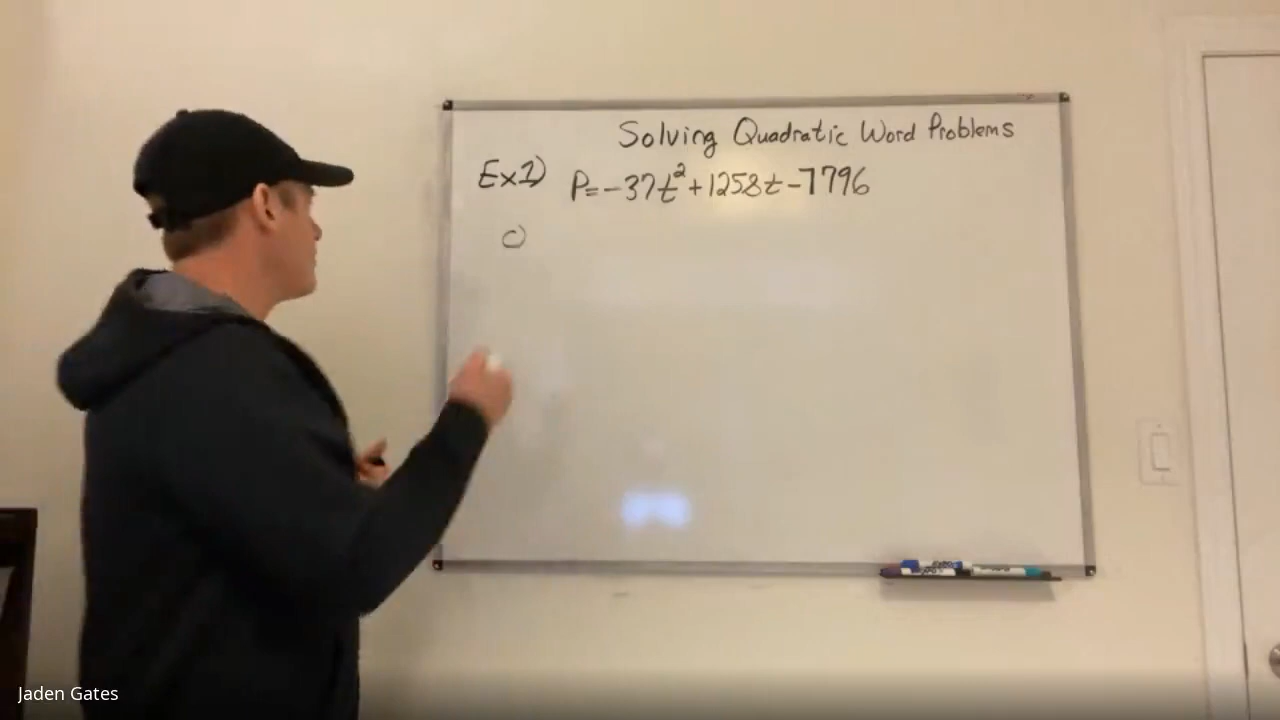 Solving Quadratic Word Problems
Ex1) P=-37t²+1258t-7796
c)
Jaden Gates